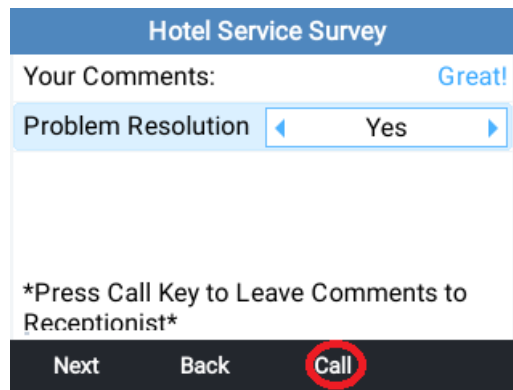 Hotel Service Survey
Your Comments: Great!
Problem Resolution Yes
*Press Call Key to Leave Comments to
Receptionist*
Next Back Call